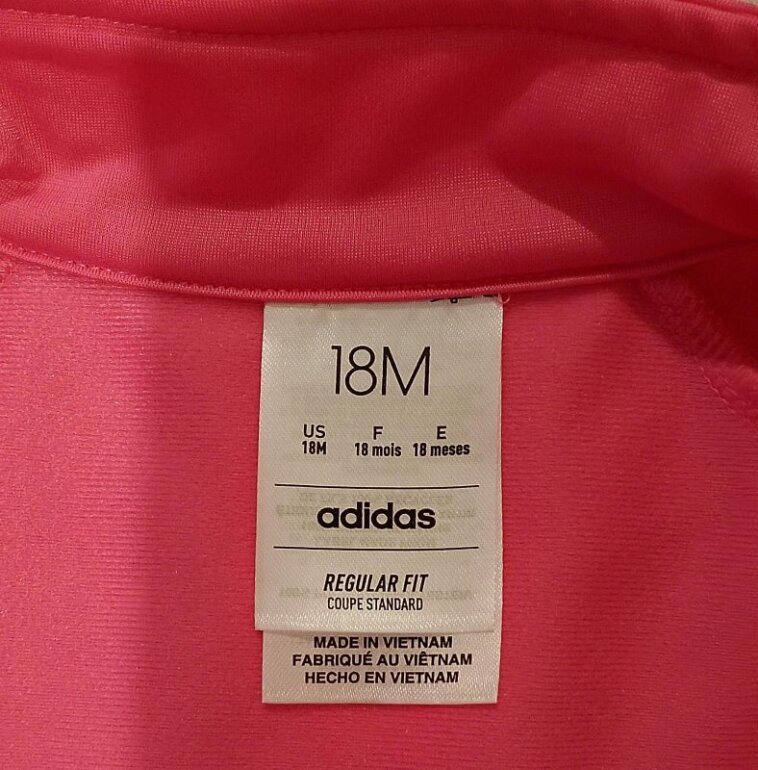 18M
US F E
18M 18 mois 18 meses
adidas
REGULAR FIT
COUPE STANDARD
MADE IN VIETNAM
FABRIQUÉ AU VIÊTNAM
HECHO EN VIETNAM